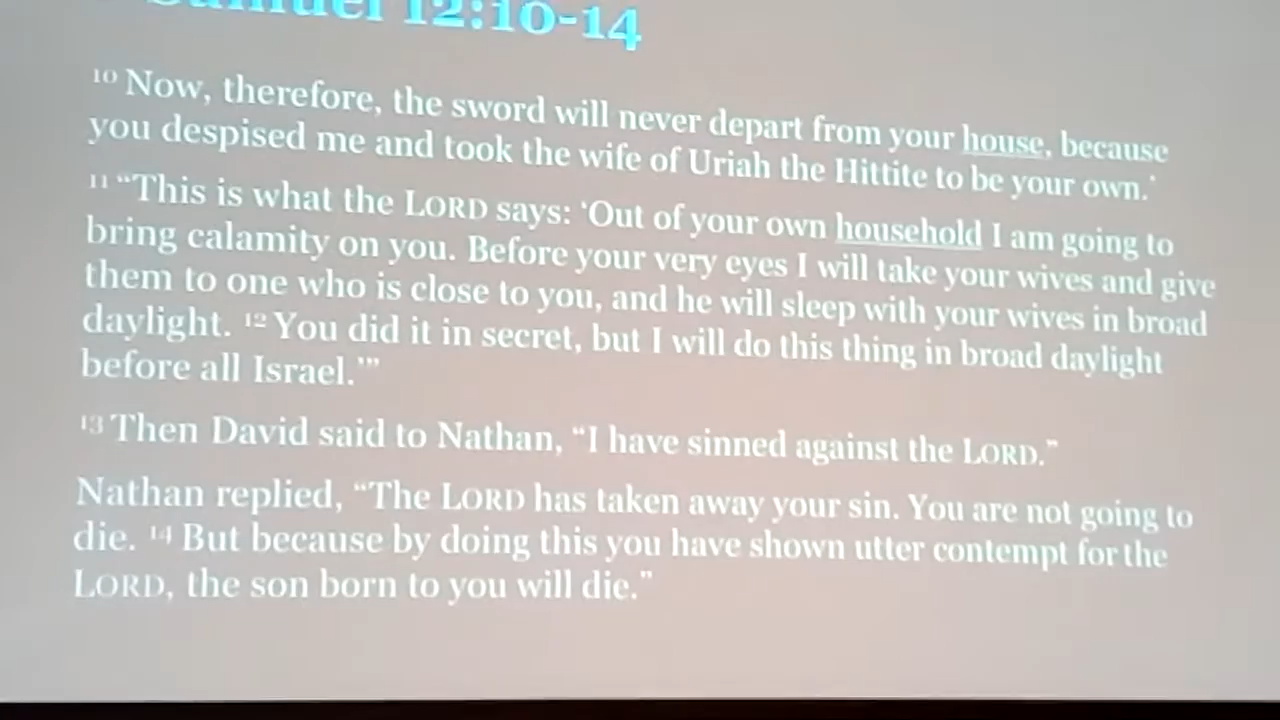 Samuel 12:10-14
10 Now, therefore, the sword will never depart from your house, because
you despised me and took the wife of Uriah the Hittite to be your own.’
11 “This is what the LORD says: ‘Out of your own household I am going to
bring calamity on you. Before your very eyes I will take your wives and give
them to one who is close to you, and he will sleep with your wives in broad
daylight. 12 You did it in secret, but I will do this thing in broad daylight
before all Israel.’”
13 Then David said to Nathan, “I have sinned against the LORD.”
Nathan replied, “The LORD has taken away your sin. You are not going to
die. 14 But because by doing this you have shown utter contempt for the
LORD, the son born to you will die.”